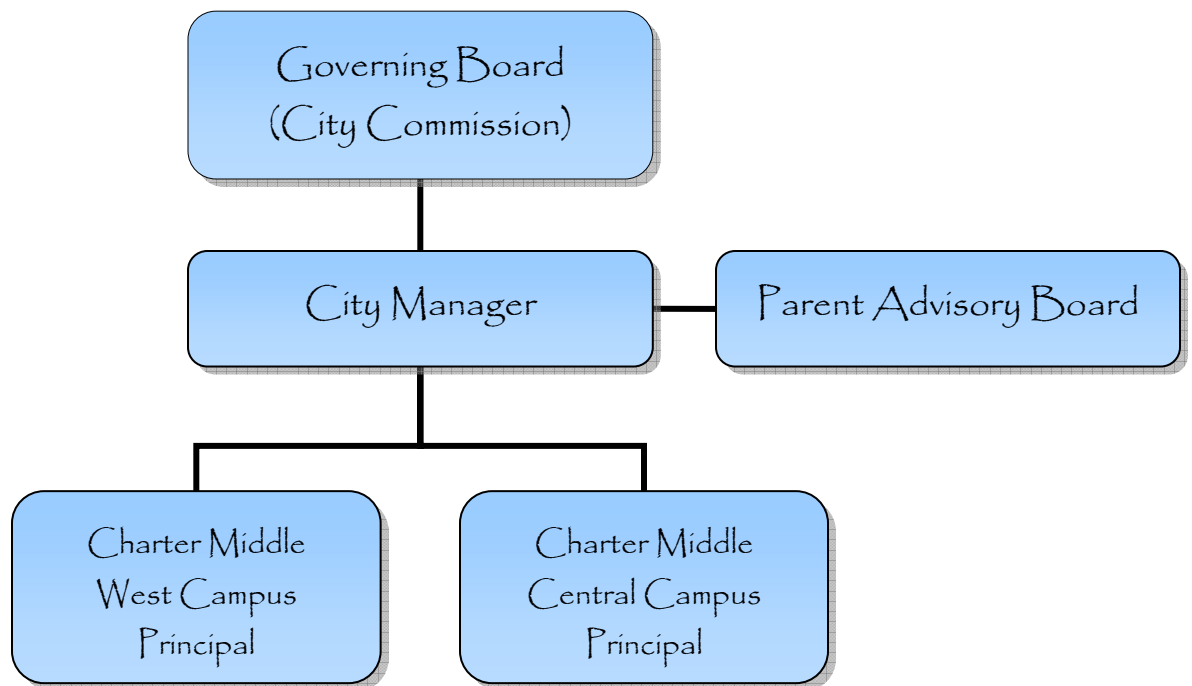 Governing Board
(City Commission)
City Manager
Parent Advisory Board
Charter Middle
West Campus
Principal
Charter Middle
Central Campus
Principal